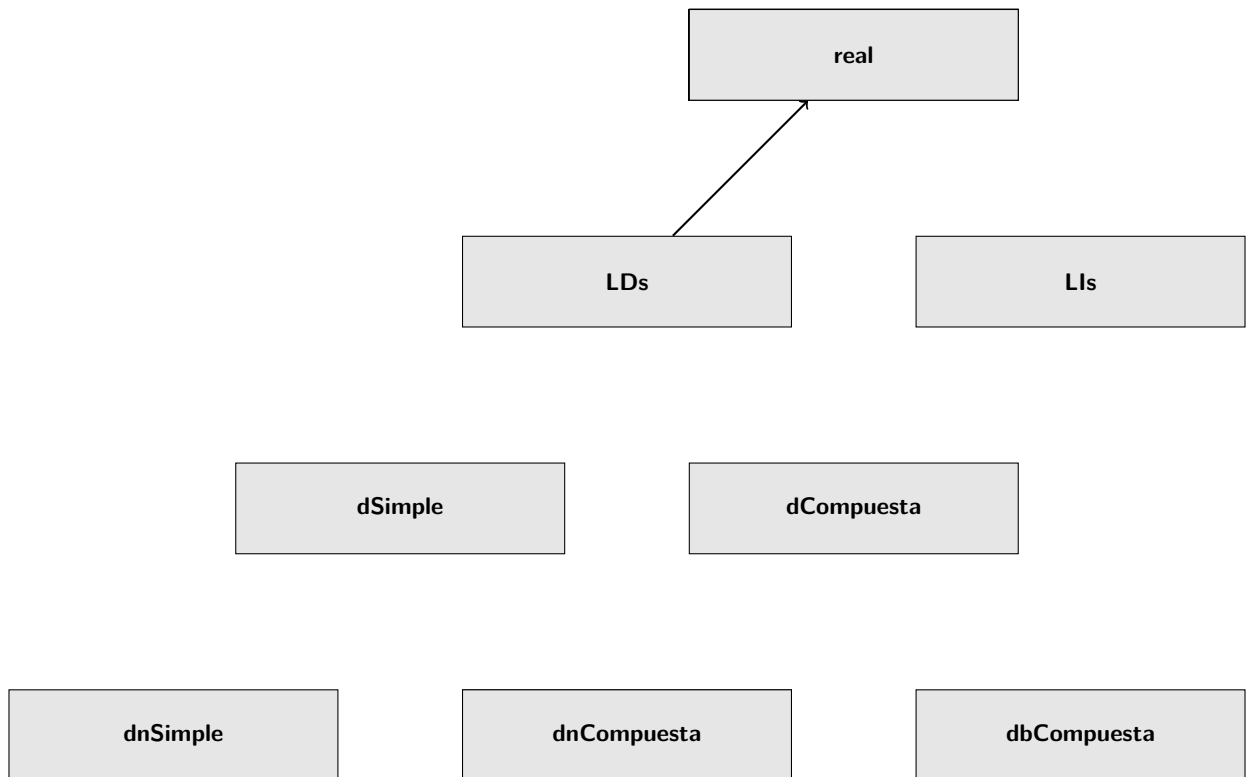 real
LDs
LIs
dSimple
dCompuesta
dnSimple
dnCompuesta
dbCompuesta